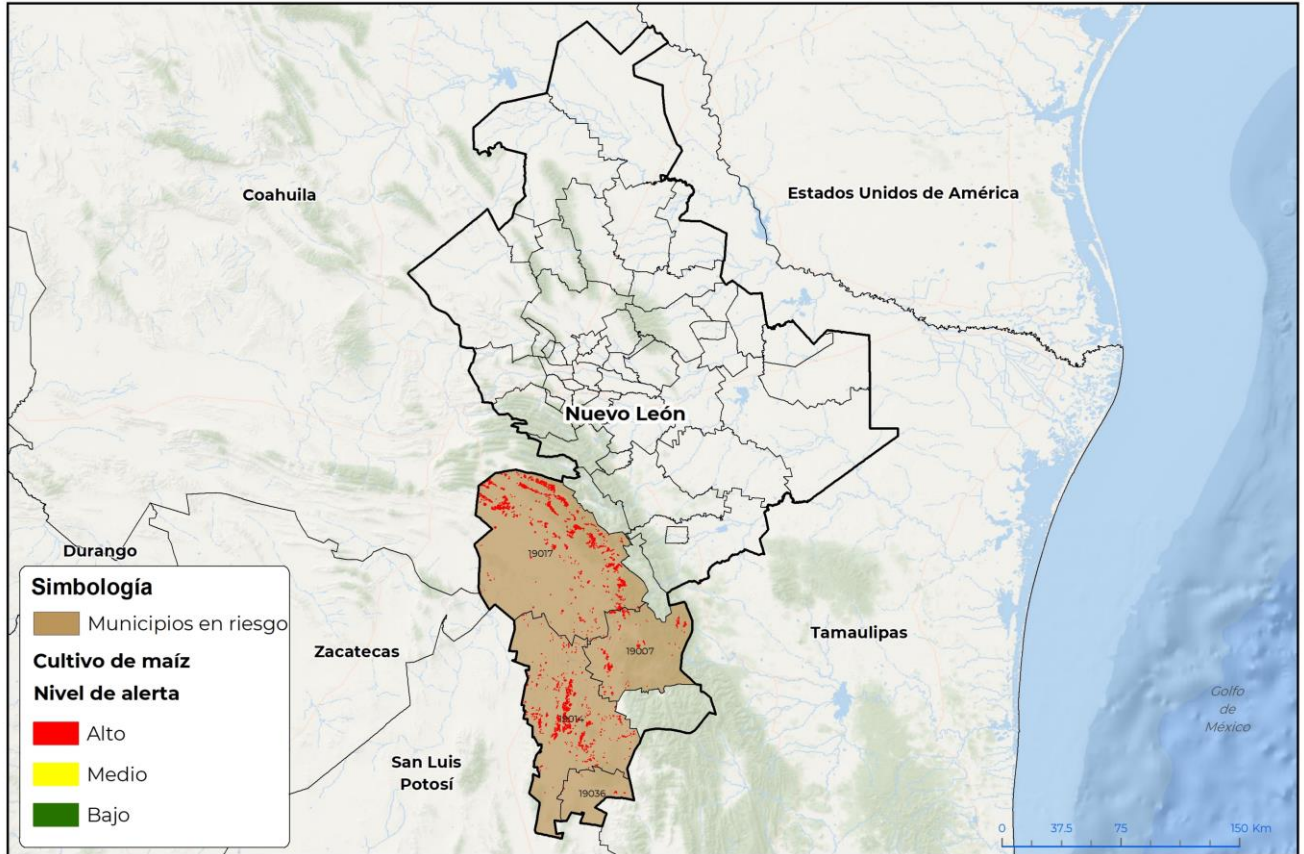 Coahuila
Estados Unidos de América
Nuevo León
Durango
19017
Simbología
Municipios en riesgo
Zacatecas
19007
Tamaulipas
Cultivo de maíz
Nivel de alerta
Golfo
de
México
19014
Alto
San Luis
Potosí
Medio
19036
Bajo
0 37.5 75 150 Km